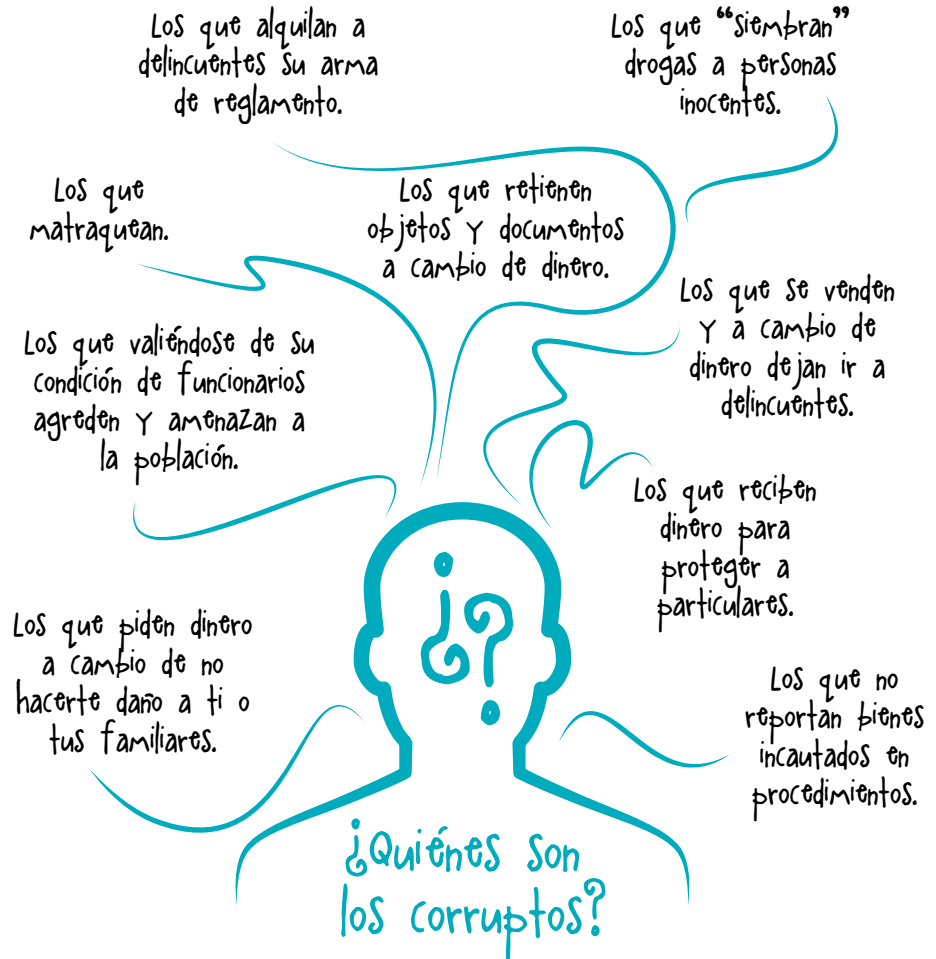 Los que alquilan a
delincuentes su arma
de reglamento.
Los que “siembran”
drogas a personas
inocentes.
Los que
matraquean.
Los que retienen
objetos y documentos
a cambio de dinero.
Los que se venden
y a cambio de
dinero dejan ir a
delincuentes.
Los que valiéndose de su
condición de funcionarios
agreden y amenazan a
la población.
Los que reciben
dinero para
proteger a
particulares.
Los que piden dinero
a cambio de no
hacerte daño a ti o
tus familiares.
Los que no
reportan bienes
incautados en
procedimientos.
¿?
¿Quiénes son
los corruptos?